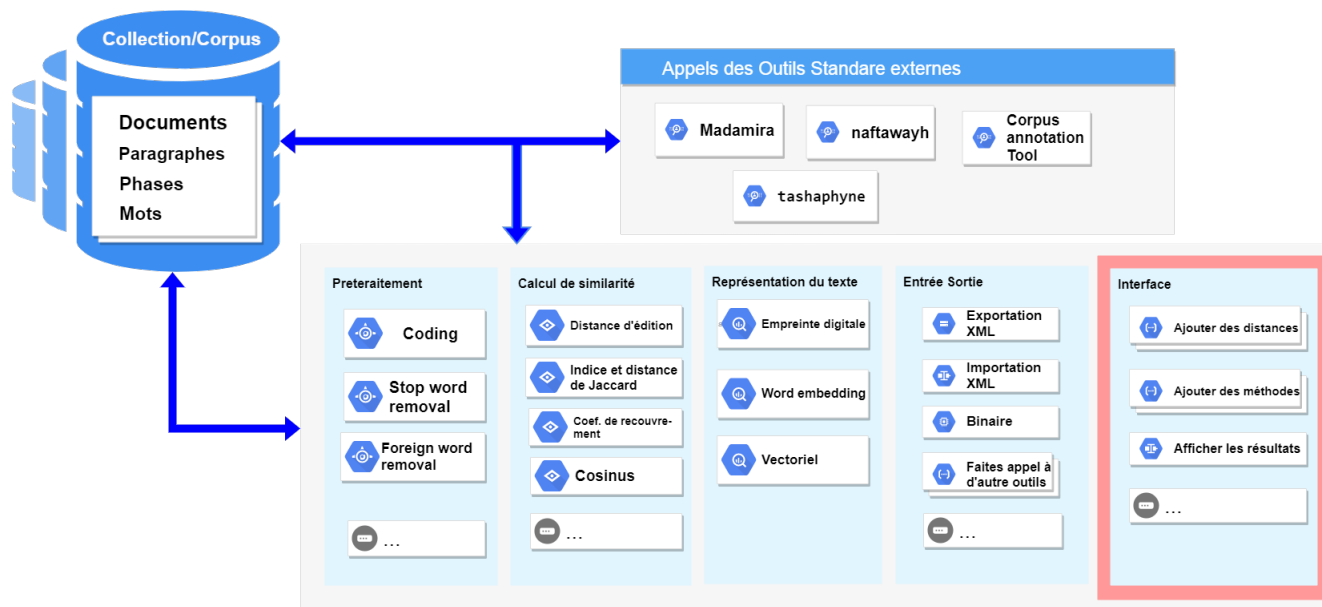 Collection/Corpus
Documents
Paragraphes
Phases
Mots
Appels des Outils Standare externes
Madamira
naftawayh
Corpus
annotation
Tool
tashaphyne
Preteraitement
Coding
Stop word
removal
Foreign word
removal
...
Calcul de similarité
Distance d'édition
Indice et distance
de Jaccard
Coef. de recouvre-
ment
Cosinus
...
Représentation du texte
Empreinte digitale
Word embedding
Vectoriel
Entrée Sortie
Exportation
XML
Importation
XML
Binaire
Faites appel à
d'autre outils
...
Interface
Ajouter des distances
Ajouter des méthodes
Afficher les résultats
...